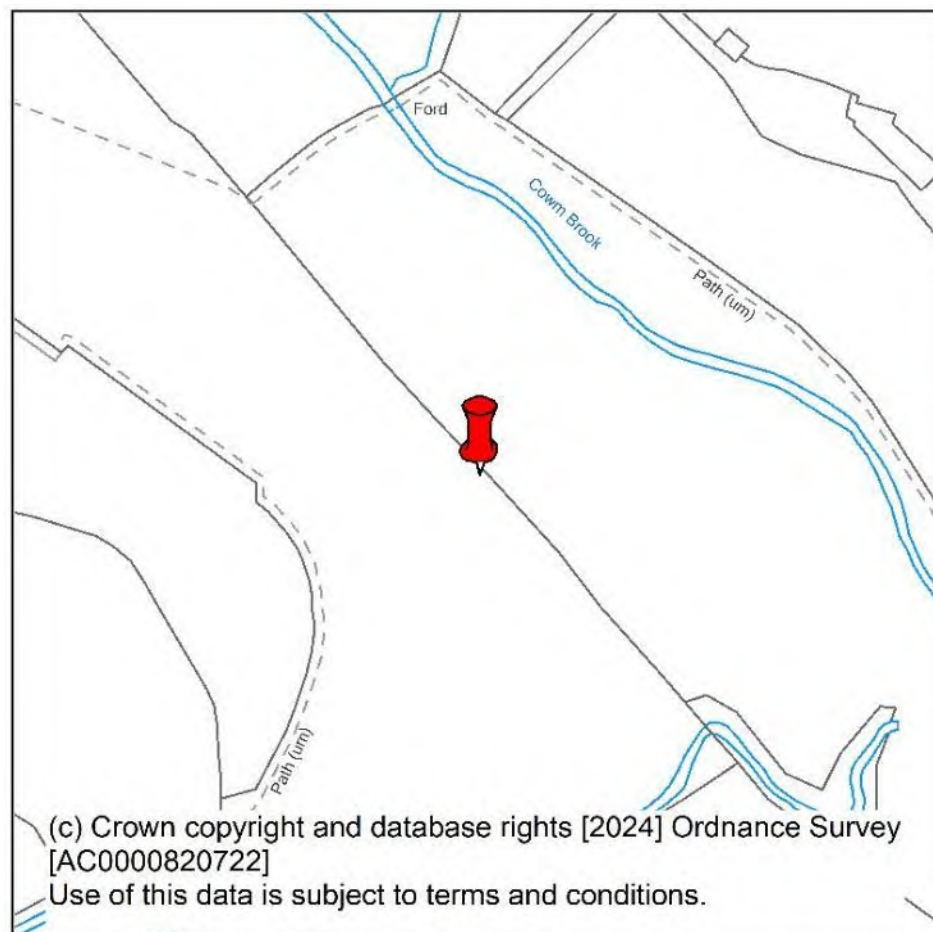 Ford
Cowm Brook
Path (um)
Path (um)
(c) Crown copyright and database rights [2024] Ordnance Survey
[AC0000820722]
Use of this data is subject to terms and conditions.